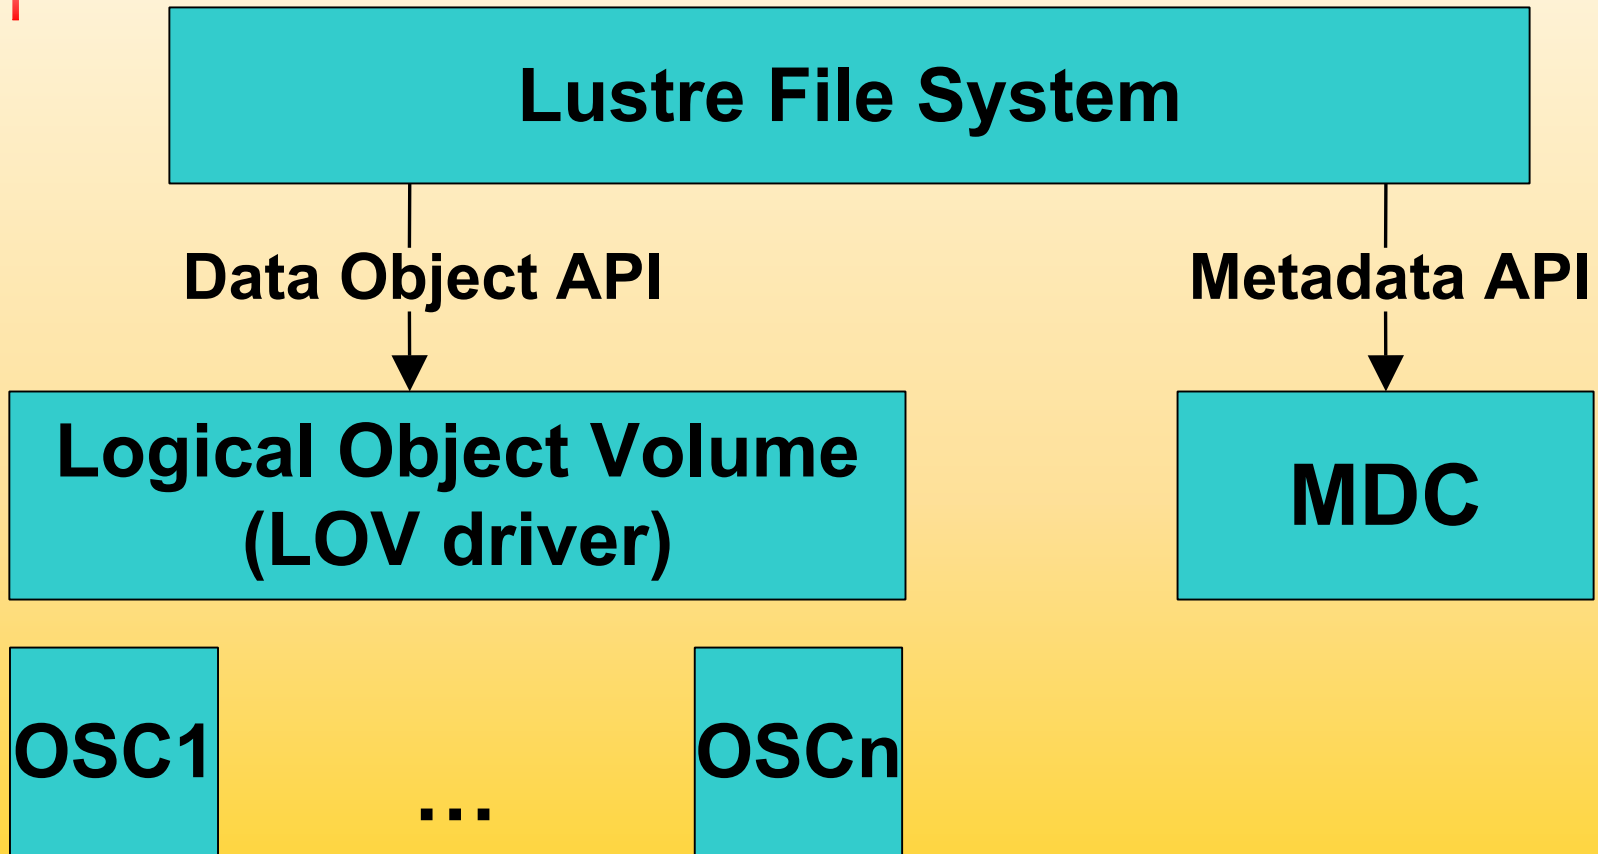 Lustre File System
Data Object API
Metadata API
Logical Object Volume
(LOV driver)
MDC
OSC1
...
OSCn